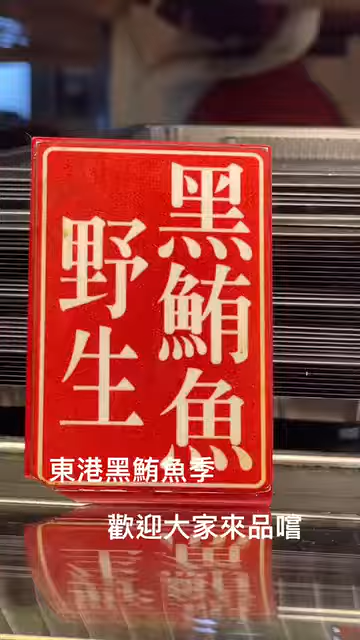 黑鮪魚
野生
東港黑鮪魚季
歡迎大家來品嚐